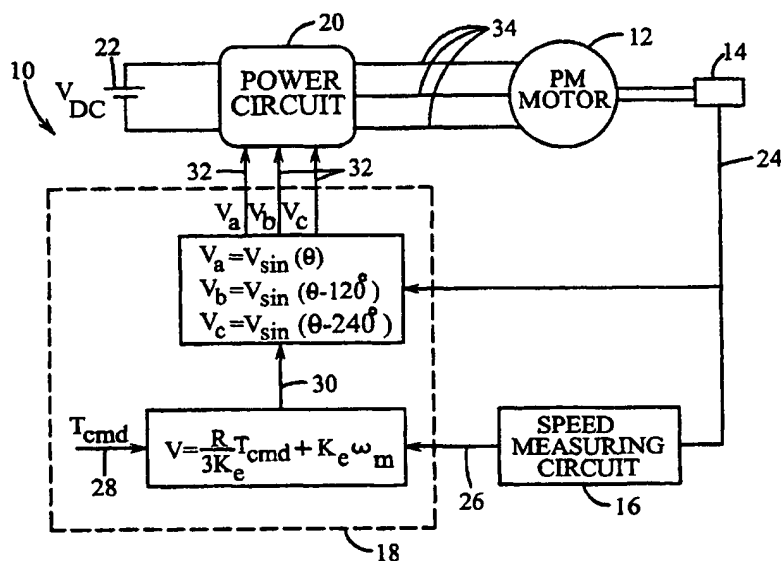 20
22
34
12
10
14
V
DC
POWER
CIRCUIT
PM
MOTOR
32
32
24
V_a V_b V_c
V_a=V_sin (θ)
V_b=V_sin (θ-120°)
V_c=V_sin (θ-240°)
30
T_cmd
28
V=R/3K_e T_cmd + K_e ω_m
26
SPEED
MEASURING
CIRCUIT
16
18